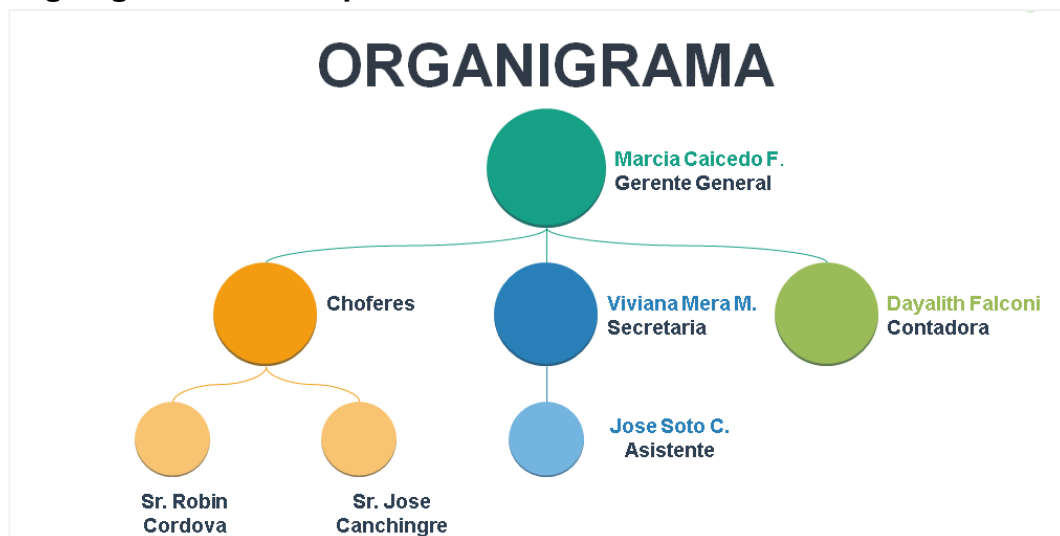 ORGANIGRAMA
Marcia Caicedo F.
Gerente General
Choferes
Viviana Mera M.
Secretaria
Dayalith Falconi
Contadora
Jose Soto C.
Asistente
Sr. Robin
Cordova
Sr. Jose
Canchingre